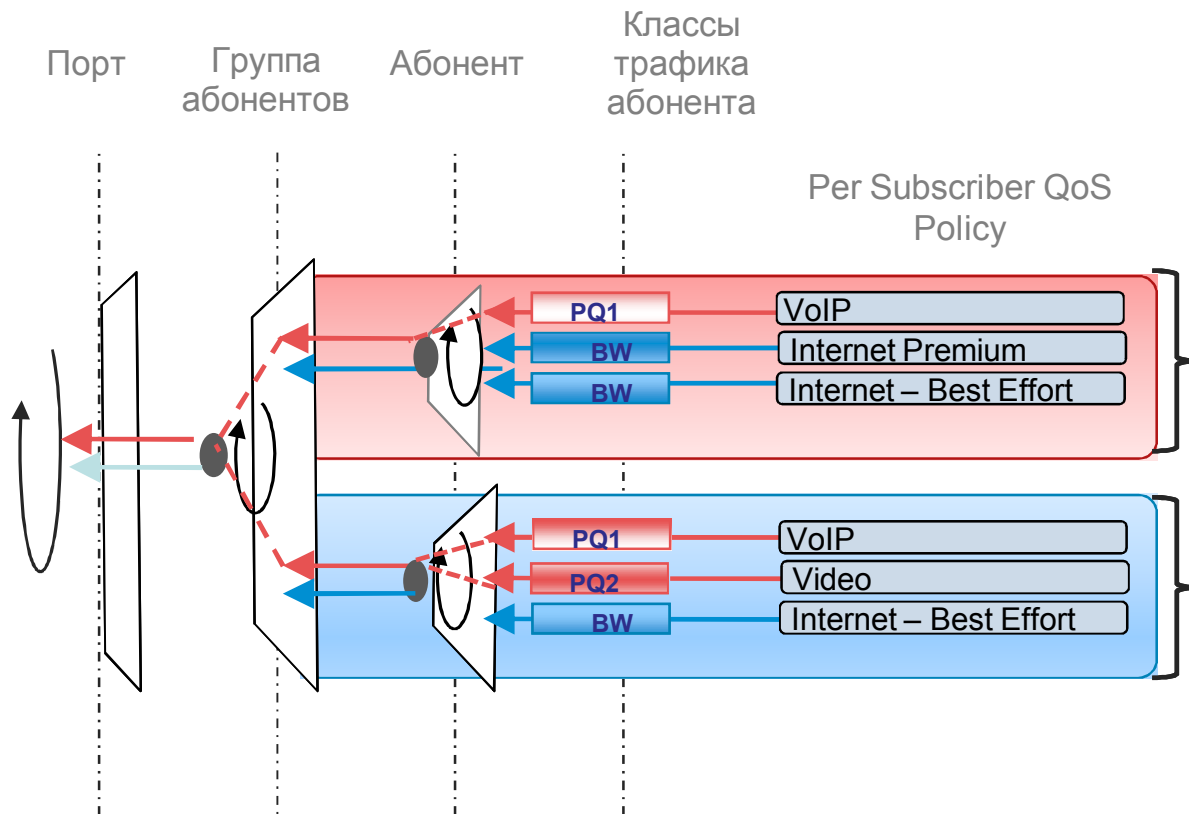 Классы
Порт
Группа
Абонент
трафика
абонентов
абонента
Per Subscriber QoS
Policy
PQ1
VoIP
BW
Internet Premium
BW
Internet – Best Effort
PQ1
VoIP
PQ2
Video
BW
Internet – Best Effort